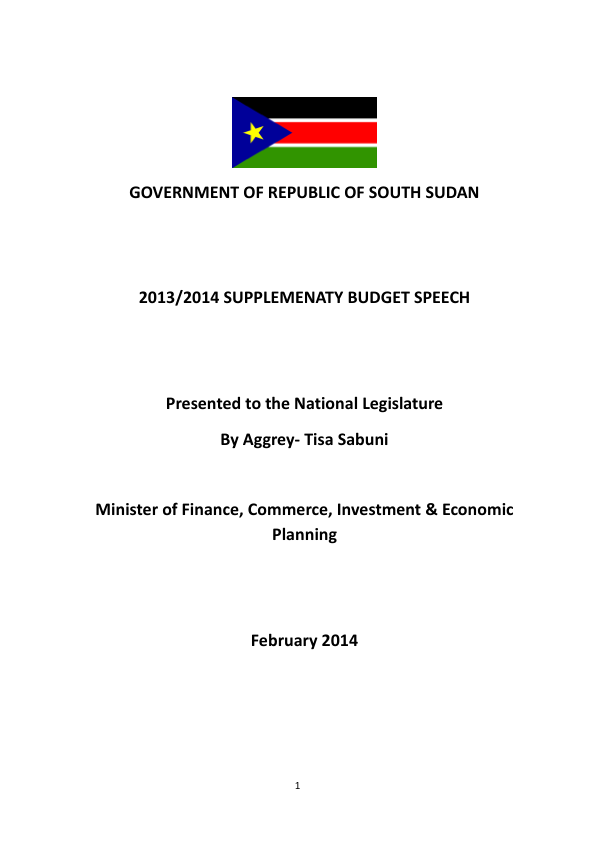 GOVERNMENT OF REPUBLIC OF SOUTH SUDAN
2013/2014 SUPPLEMENATY BUDGET SPEECH
Presented to the National Legislature
By Aggrey- Tisa Sabuni
Minister of Finance, Commerce, Investment & Economic
Planning
February 2014
1